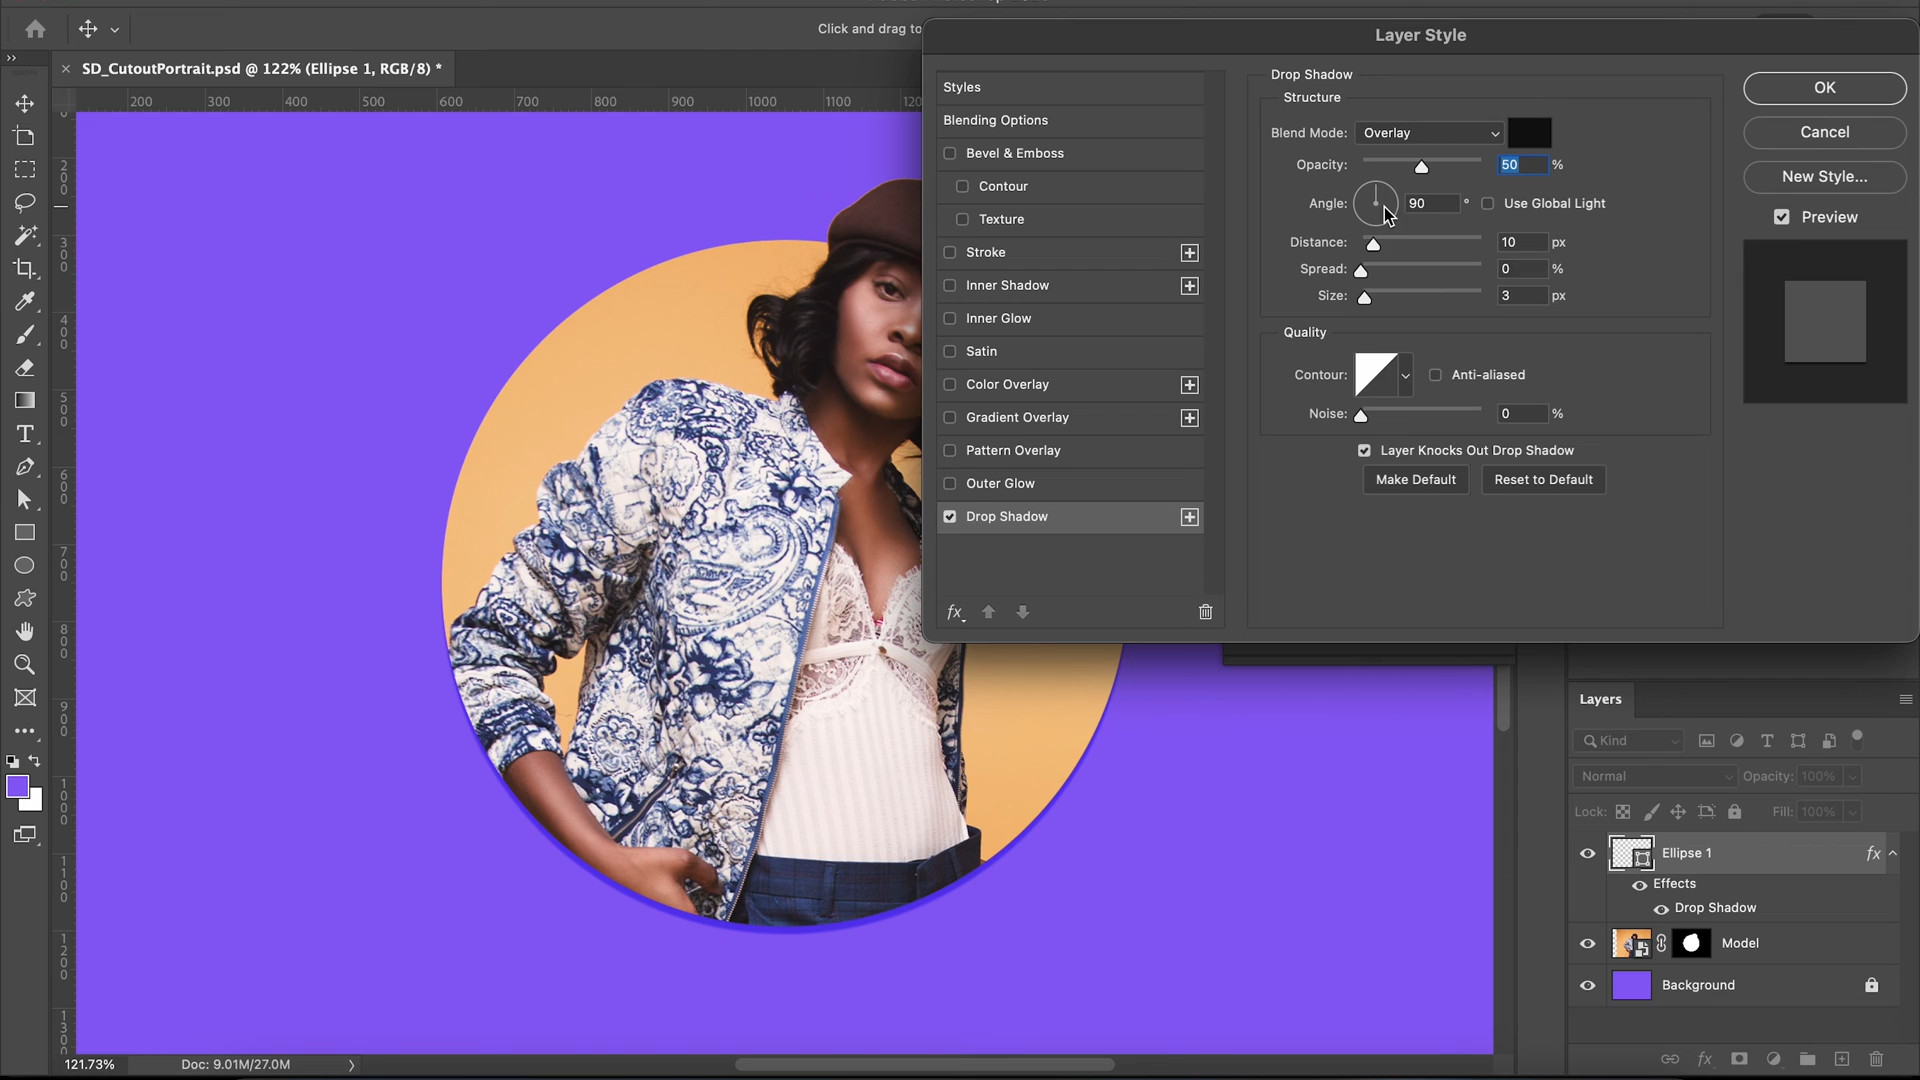 Click and drag to
SD_CutoutPortrait.psd @ 122% (Ellipse 1, RGB/8) *
200 300 400 500 600 700 800 900 1000 1100 120
200
300
400
500
600
700
800
900
1000
1100
1200
1300
Layer Style
Styles
Blending Options
Bevel & Emboss
Contour
Texture
Stroke
Inner Shadow
Inner Glow
Satin
Color Overlay
Gradient Overlay
Pattern Overlay
Outer Glow
Drop Shadow
fx
Drop Shadow
Structure
Blend Mode: Overlay
Opacity: 50 %
Angle: 90 ° Use Global Light
Distance: 10 px
Spread: 0 %
Size: 3 px
Quality
Contour: Anti-aliased
Noise: 0 %
Layer Knocks Out Drop Shadow
Make Default Reset to Default
OK
Cancel
New Style...
Preview
Layers
Kind
Normal Opacity: 100%
Lock: Fill: 100%
Ellipse 1 fx
Effects
Drop Shadow
Model
Background
fx
121.73% Doc: 9.01M/27.0M